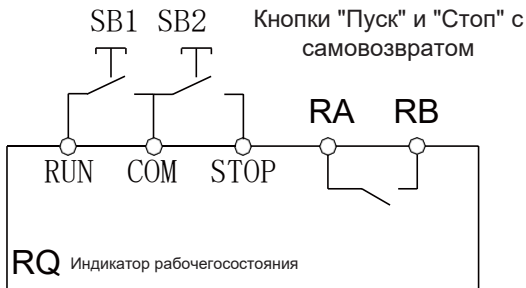 SB1 SB2 Кнопки "Пуск" и "Стоп" с
самовозвратом
RA RB
RUN COM STOP
RQ Индикатор рабочегосостояния